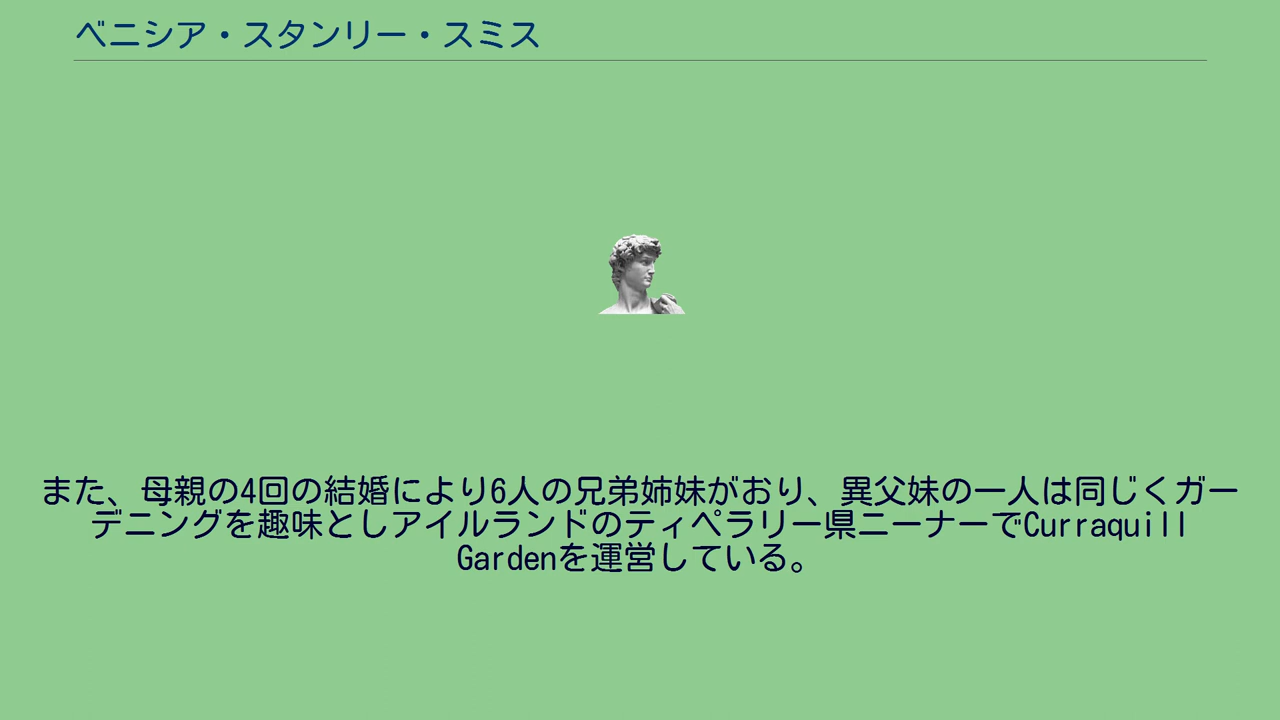 ベニシア・スタンリー・スミス
また、母親の4回の結婚により6人の兄弟姉妹がおり、異父妹の一人は同じくガー
デニングを趣味としアイルランドのティペラリー県ニーナーでCurraquill
Gardenを運営している。